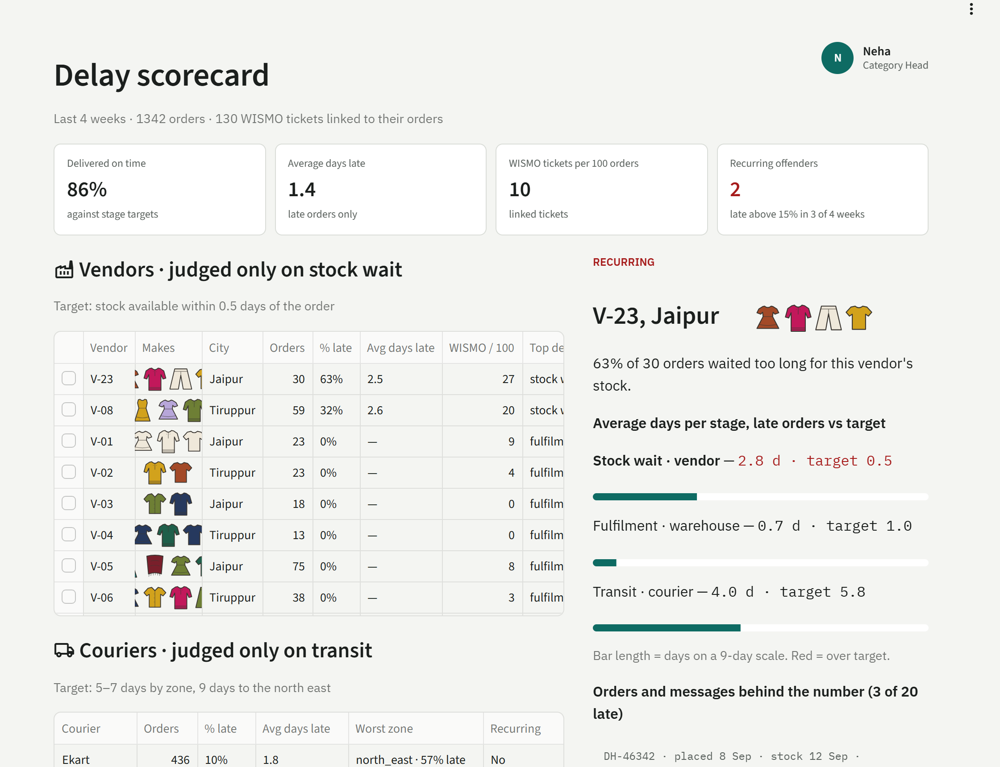 N
Neha
Category Head
Delay scorecard
Last 4 weeks · 1342 orders · 130 WISMO tickets linked to their orders
Delivered on time
86%
against stage targets
Average days late
1.4
late orders only
WISMO tickets per 100 orders
10
linked tickets
Recurring offenders
2
late above 15% in 3 of 4 weeks
Vendors · judged only on stock wait
Target: stock available within 0.5 days of the order
Vendor Makes City Orders % late Avg days late WISMO / 100 Top de
V-23 Jaipur 30 63% 2.5 27 stock w
V-08 Tiruppur 59 32% 2.6 20 stock w
V-01 Jaipur 23 0% — 9 fulfilm
V-02 Tiruppur 23 0% — 4 fulfilm
V-03 Jaipur 18 0% — 0 fulfilm
V-04 Tiruppur 13 0% — 0 fulfilm
V-05 Jaipur 75 0% — 8 fulfilm
V-06 Tiruppur 38 0% — 3 fulfilm
Couriers · judged only on transit
Target: 5–7 days by zone, 9 days to the north east
Courier Orders % late Avg days late Worst zone Recurring
Ekart 436 10% 1.8 north_east · 57% late No
RECURRING
V-23, Jaipur
63% of 30 orders waited too long for this vendor's
stock.
Average days per stage, late orders vs target
Stock wait · vendor — 2.8 d · target 0.5
Fulfilment · warehouse — 0.7 d · target 1.0
Transit · courier — 4.0 d · target 5.8
Bar length = days on a 9-day scale. Red = over target.
Orders and messages behind the number (3 of 20
late)
DH-46342 · placed 8 Sep · stock 12 Sep ·